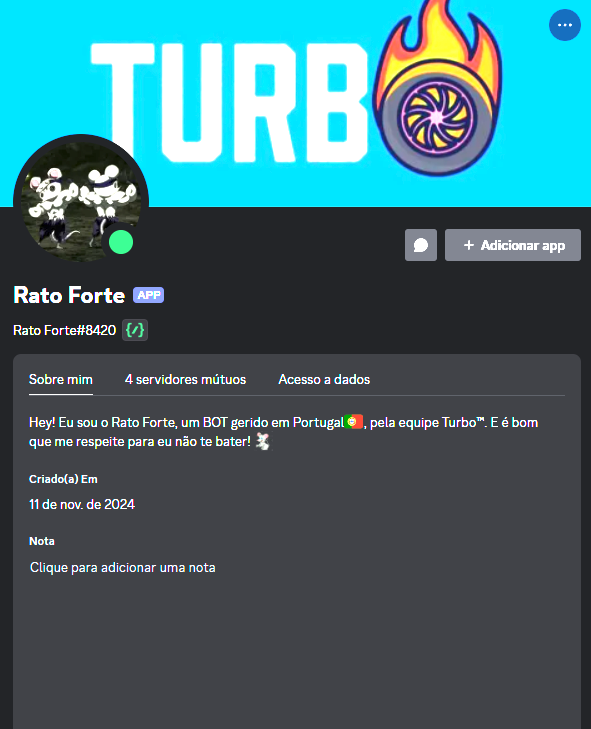 TURBO
Adicionar app
Rato Forte APP
Rato Forte#8420
Sobre mim 4 servidores mútuos Acesso a dados
Hey! Eu sou o Rato Forte, um BOT gerido em Portugal🇵🇹, pela equipe Turbo™. E é bom
que me respeite para eu não te bater!
Criado(a) Em
11 de nov. de 2024
Nota
Clique para adicionar uma nota